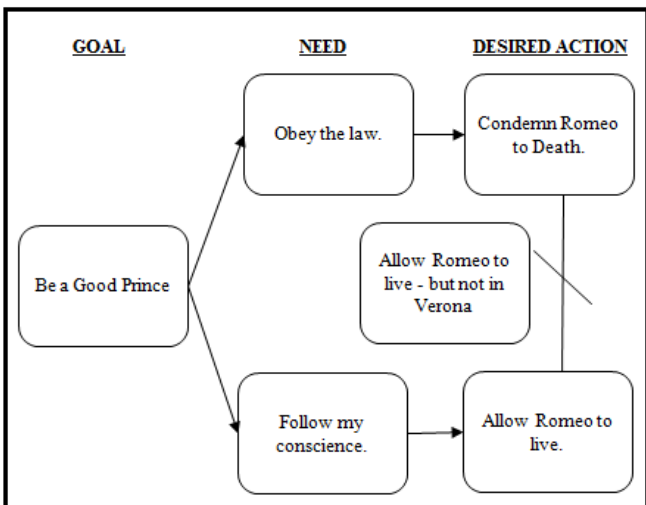 GOAL
NEED
DESIRED ACTION
Obey the law.
Condemn Romeo
to Death.
Be a Good Prince
Allow Romeo to
live - but not in
Verona
Follow my
conscience.
Allow Romeo to
live.